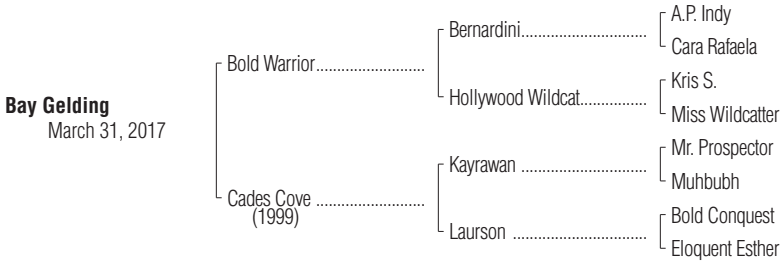 A.P. Indy
Bernardini
Cara Rafaela
Bold Warrior
Kris S.
Hollywood Wildcat
Miss Wildcatter
Bay Gelding
March 31, 2017
Mr. Prospector
Kayrawan
Muhbubh
Cades Cove
(1999)
Bold Conquest
Laurson
Eloquent Esther